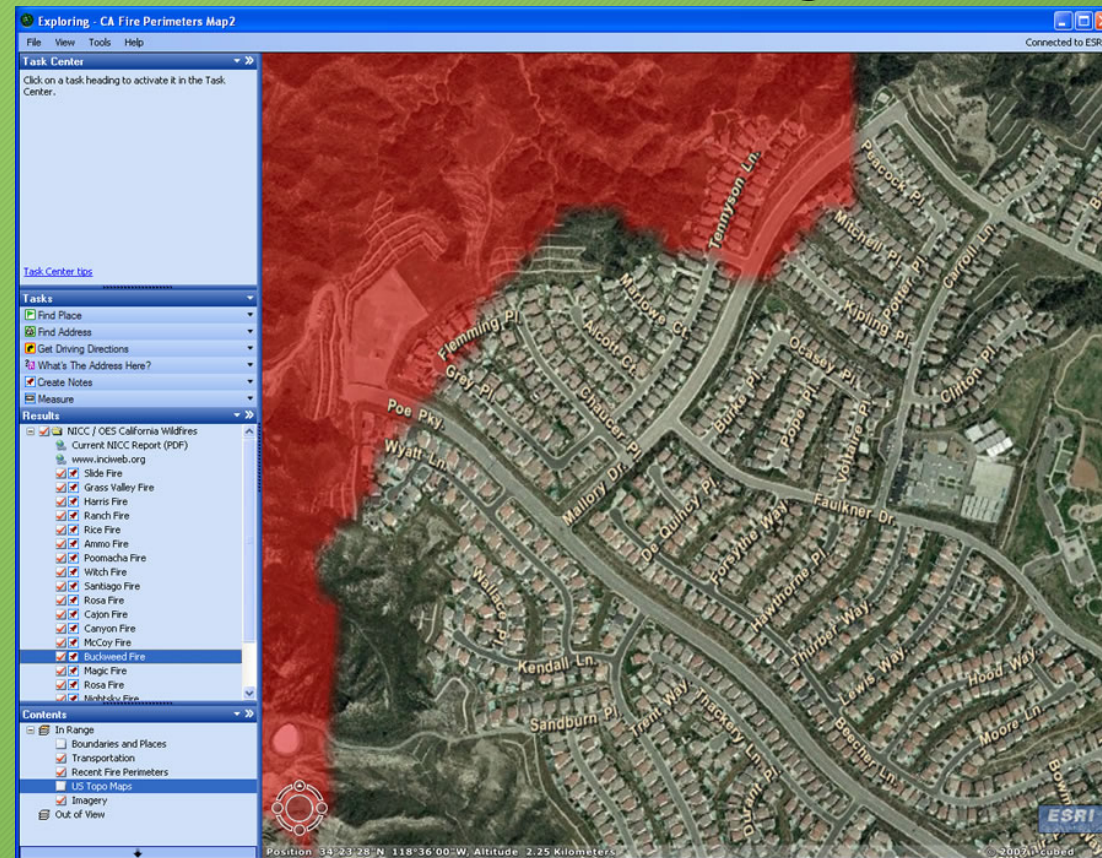 Exploring - CA Fire Perimeters Map2
File View Tools Help
Connected to ESRI
Task Center
Click on a task heading to activate it in the Task
Center.
Task Center tips
Tasks
Find Place
Find Address
Get Driving Directions
What's The Address Here?
Create Notes
Measure
Results
NICC / OES California Wildfires
Current NICC Report (PDF)
www.inciweb.org
Slide Fire
Grass Valley Fire
Harris Fire
Ranch Fire
Rice Fire
Ammo Fire
Poomacha Fire
Witch Fire
Santiago Fire
Rosa Fire
Cajon Fire
Canyon Fire
McCoy Fire
Buckweed Fire
Magic Fire
Rosa Fire
Nightsky Fire
Contents
In Range
Boundaries and Places
Transportation
Recent Fire Perimeters
US Topo Maps
Imagery
Out of View
Tennyson Ln.
Peacock Pl.
Mitchell Pl.
Potter Pl.
Carroll Ln.
Kipling Pl.
Marlowe Ct.
Alcott Ct.
Flemming Pl.
Grey Pl.
Chaucer Pl.
Ocasey Pl.
Clifton Pl.
Pope Pl.
Voltaire Pl.
Poe Pky.
Wyatt Ln.
Mallory Dr.
Faulkner Dr.
De Quincy Pl.
Forsythe Way
Hawthorne Pl.
Thurber Way
Lewis Way
Wallace Pl.
Kendall Ln.
Sandburn Pl.
Trent Way
Thackery Ln.
Durant Pl.
Beecher Ln.
Hood Way
Moore Ln.
ESRI
Position 34°23'28"N 118°36'00"W, Altitude 2.25 Kilometers
© 2007 i-cubed